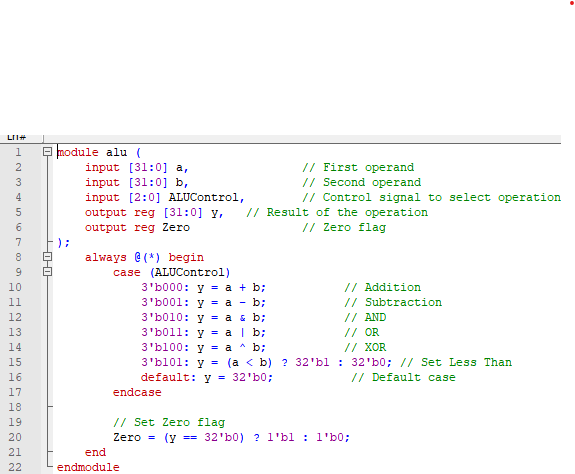 Ln#
1 module alu (
2 input [31:0] a, // First operand
3 input [31:0] b, // Second operand
4 input [2:0] ALUControl, // Control signal to select operation
5 output reg [31:0] y, // Result of the operation
6 output reg Zero // Zero flag
7 );
8 always @(*) begin
9 case (ALUControl)
10 3'b000: y = a + b; // Addition
11 3'b001: y = a - b; // Subtraction
12 3'b010: y = a & b; // AND
13 3'b011: y = a | b; // OR
14 3'b100: y = a ^ b; // XOR
15 3'b101: y = (a < b) ? 32'b1 : 32'b0; // Set Less Than
16 default: y = 32'b0; // Default case
17 endcase
18
19 // Set Zero flag
20 Zero = (y == 32'b0) ? 1'b1 : 1'b0;
21 end
22 endmodule